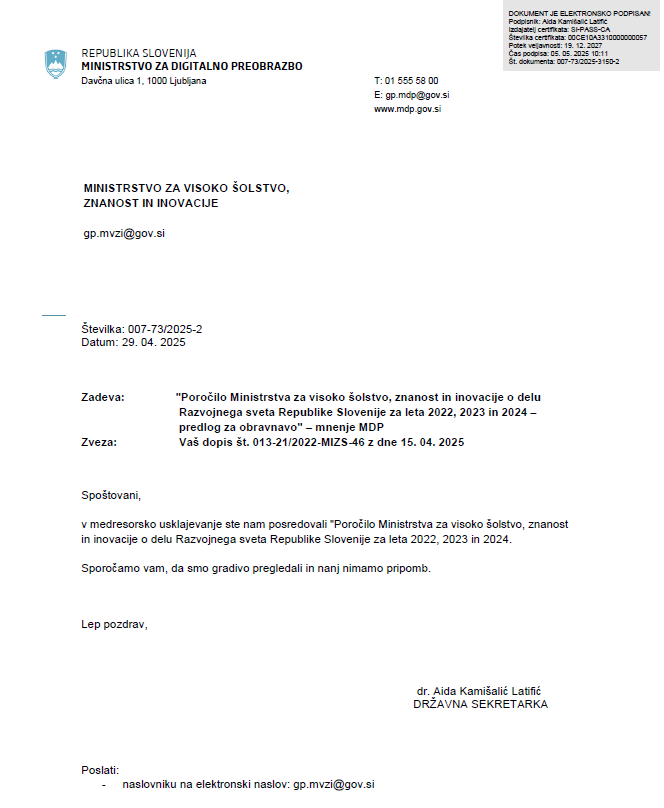 DOKUMENT JE ELEKTRONSKO PODPISAN!
Podpisnik: Aida Kamišalić Latifić
Izdajatelj certifikata: SI-PASS-CA
Številka certifikata: 00CE10A3310000000057
Potek veljavnosti: 19. 12. 2027
Čas podpisa: 05. 05. 2025 10:11
Št. dokumenta: 007-73/2025-3150-2
REPUBLIKA SLOVENIJA
MINISTRSTVO ZA DIGITALNO PREOBRAZBO
Davčna ulica 1, 1000 Ljubljana
T: 01 555 58 00
E: gp.mdp@gov.si
www.mdp.gov.si
MINISTRSTVO ZA VISOKO ŠOLSTVO,
ZNANOST IN INOVACIJE
gp.mvzi@gov.si
Številka: 007-73/2025-2
Datum: 29. 04. 2025
Zadeva: "Poročilo Ministrstva za visoko šolstvo, znanost in inovacije o delu
Razvojnega sveta Republike Slovenije za leta 2022, 2023 in 2024 –
predlog za obravnavo" – mnenje MDP
Zveza: Vaš dopis št. 013-21/2022-MIZS-46 z dne 15. 04. 2025
Spoštovani,
v medresorsko usklajevanje ste nam posredovali "Poročilo Ministrstva za visoko šolstvo, znanost
in inovacije o delu Razvojnega sveta Republike Slovenije za leta 2022, 2023 in 2024.
Sporočamo vam, da smo gradivo pregledali in nanj nimamo pripomb.
Lep pozdrav,
dr. Aida Kamišalić Latifić
DRŽAVNA SEKRETARKA
Poslati:
- naslovniku na elektronski naslov: gp.mvzi@gov.si